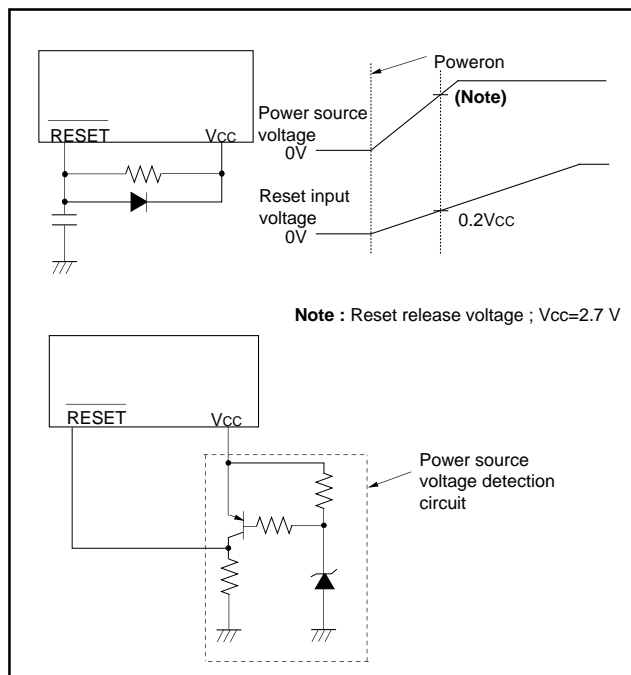 Poweron
RESET
VCC
Power source
voltage
0V
(Note)
Reset input
voltage
0V
0.2VCC
Note : Reset release voltage ; Vcc=2.7 V
RESET
VCC
Power source
voltage detection
circuit